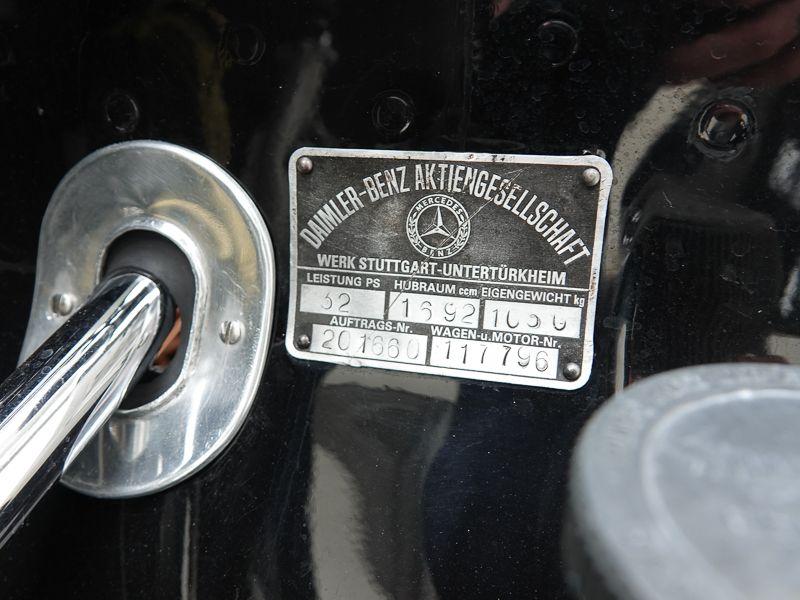 DAIMLER-BENZ AKTIENGESELLSCHAFT
MERCEDES
BENZ
WERK STUTTGART-UNTERTÜRKHEIM
LEISTUNG PS HUBRAUM ccm EIGENGEWICHT kg
32 1692
AUFTRAGS-Nr. WAGEN-u.MOTOR-Nr.
201660 117796